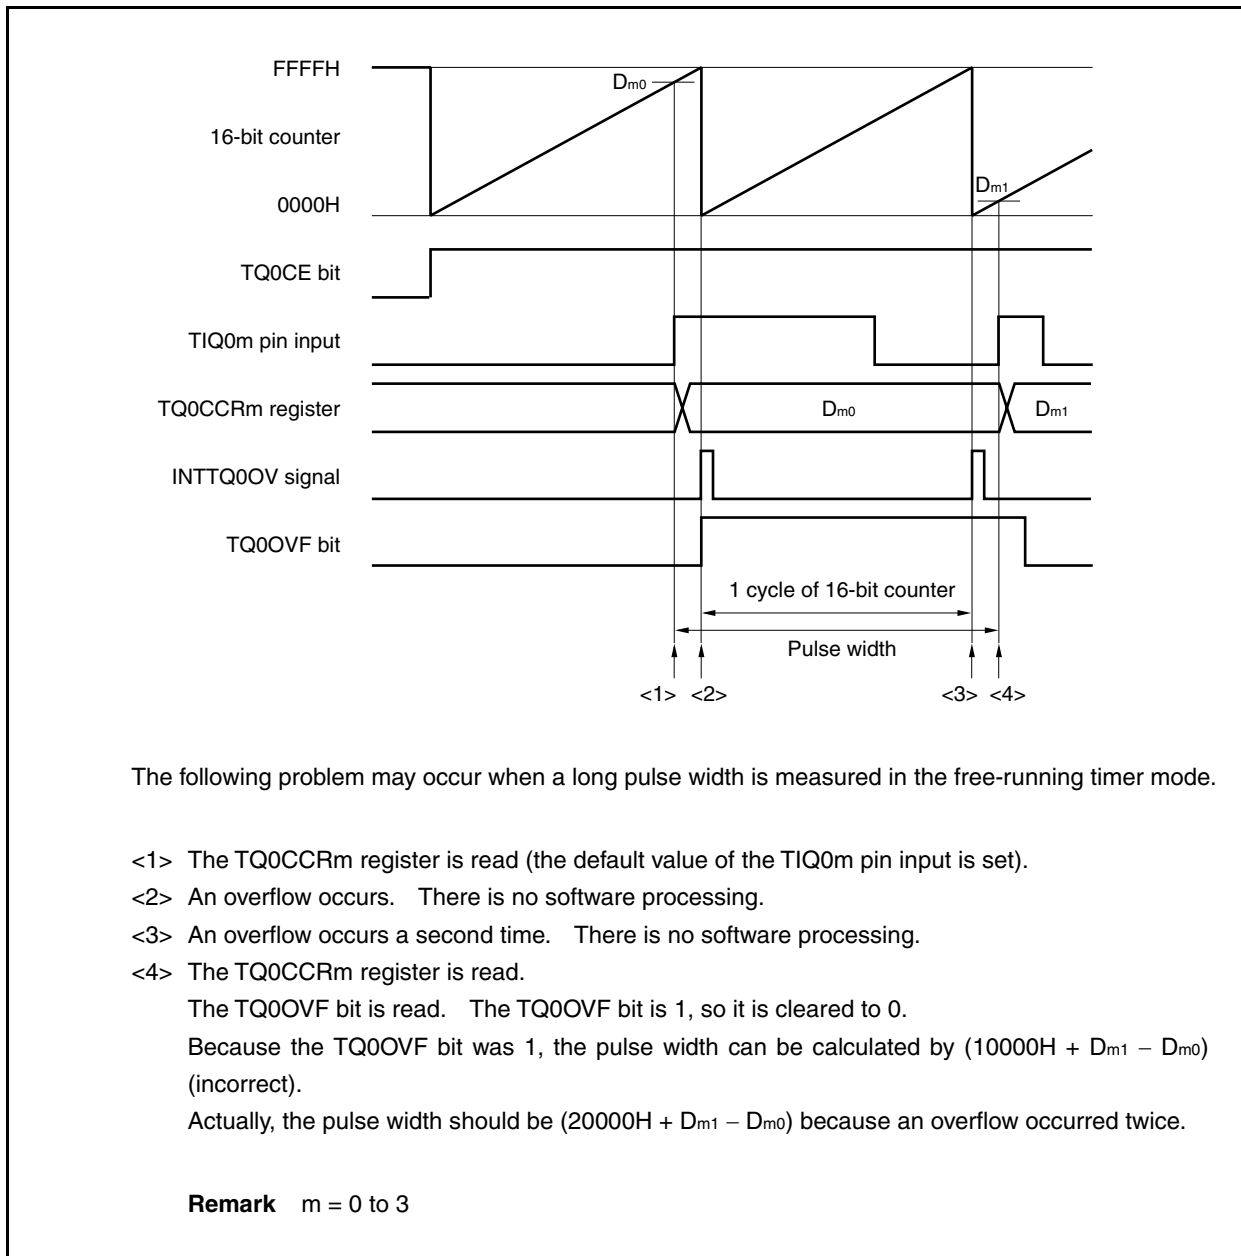 FFFFH
Dm0
16-bit counter
Dm1
0000H
TQ0CE bit
TIQ0m pin input
TQ0CCRm register
Dm0
Dm1
INTTQ0OV signal
TQ0OVF bit
1 cycle of 16-bit counter
Pulse width
<1> <2> <3> <4>
The following problem may occur when a long pulse width is measured in the free-running timer mode.
<1> The TQ0CCRm register is read (the default value of the TIQ0m pin input is set).
<2> An overflow occurs. There is no software processing.
<3> An overflow occurs a second time. There is no software processing.
<4> The TQ0CCRm register is read.
The TQ0OVF bit is read. The TQ0OVF bit is 1, so it is cleared to 0.
Because the TQ0OVF bit was 1, the pulse width can be calculated by (10000H + Dm1 − Dm0)
(incorrect).
Actually, the pulse width should be (20000H + Dm1 − Dm0) because an overflow occurred twice.
Remark m = 0 to 3